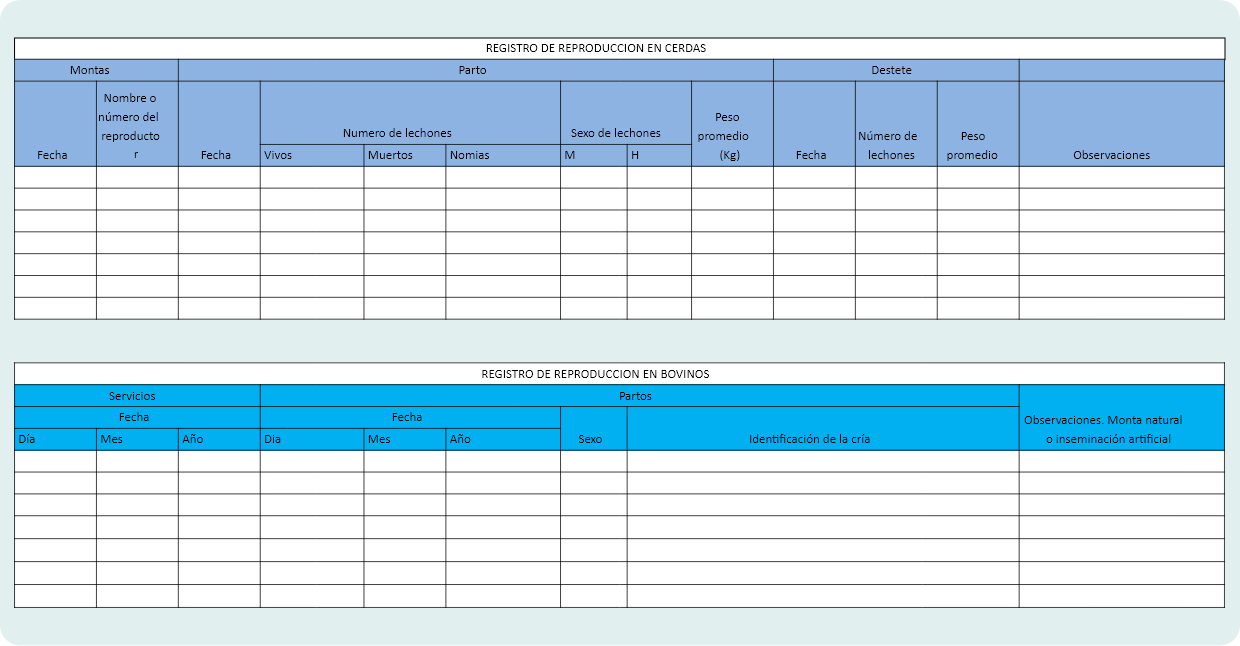 REGISTRO DE REPRODUCCION EN CERDAS
Montas Parto Destete
Nombre o
número del
reproducto
r
Fecha
Fecha
Numero de lechones
Vivos Muertos Nomias
Sexo de lechones
M H
Peso
promedio
(Kg)
Fecha
Número de
lechones
Peso
promedio
Observaciones
REGISTRO DE REPRODUCCION EN BOVINOS
Servicios Partos
Fecha Fecha
Día Mes Año Dia Mes Año
Sexo
Identificación de la cría
Observaciones. Monta natural
o inseminación artificial